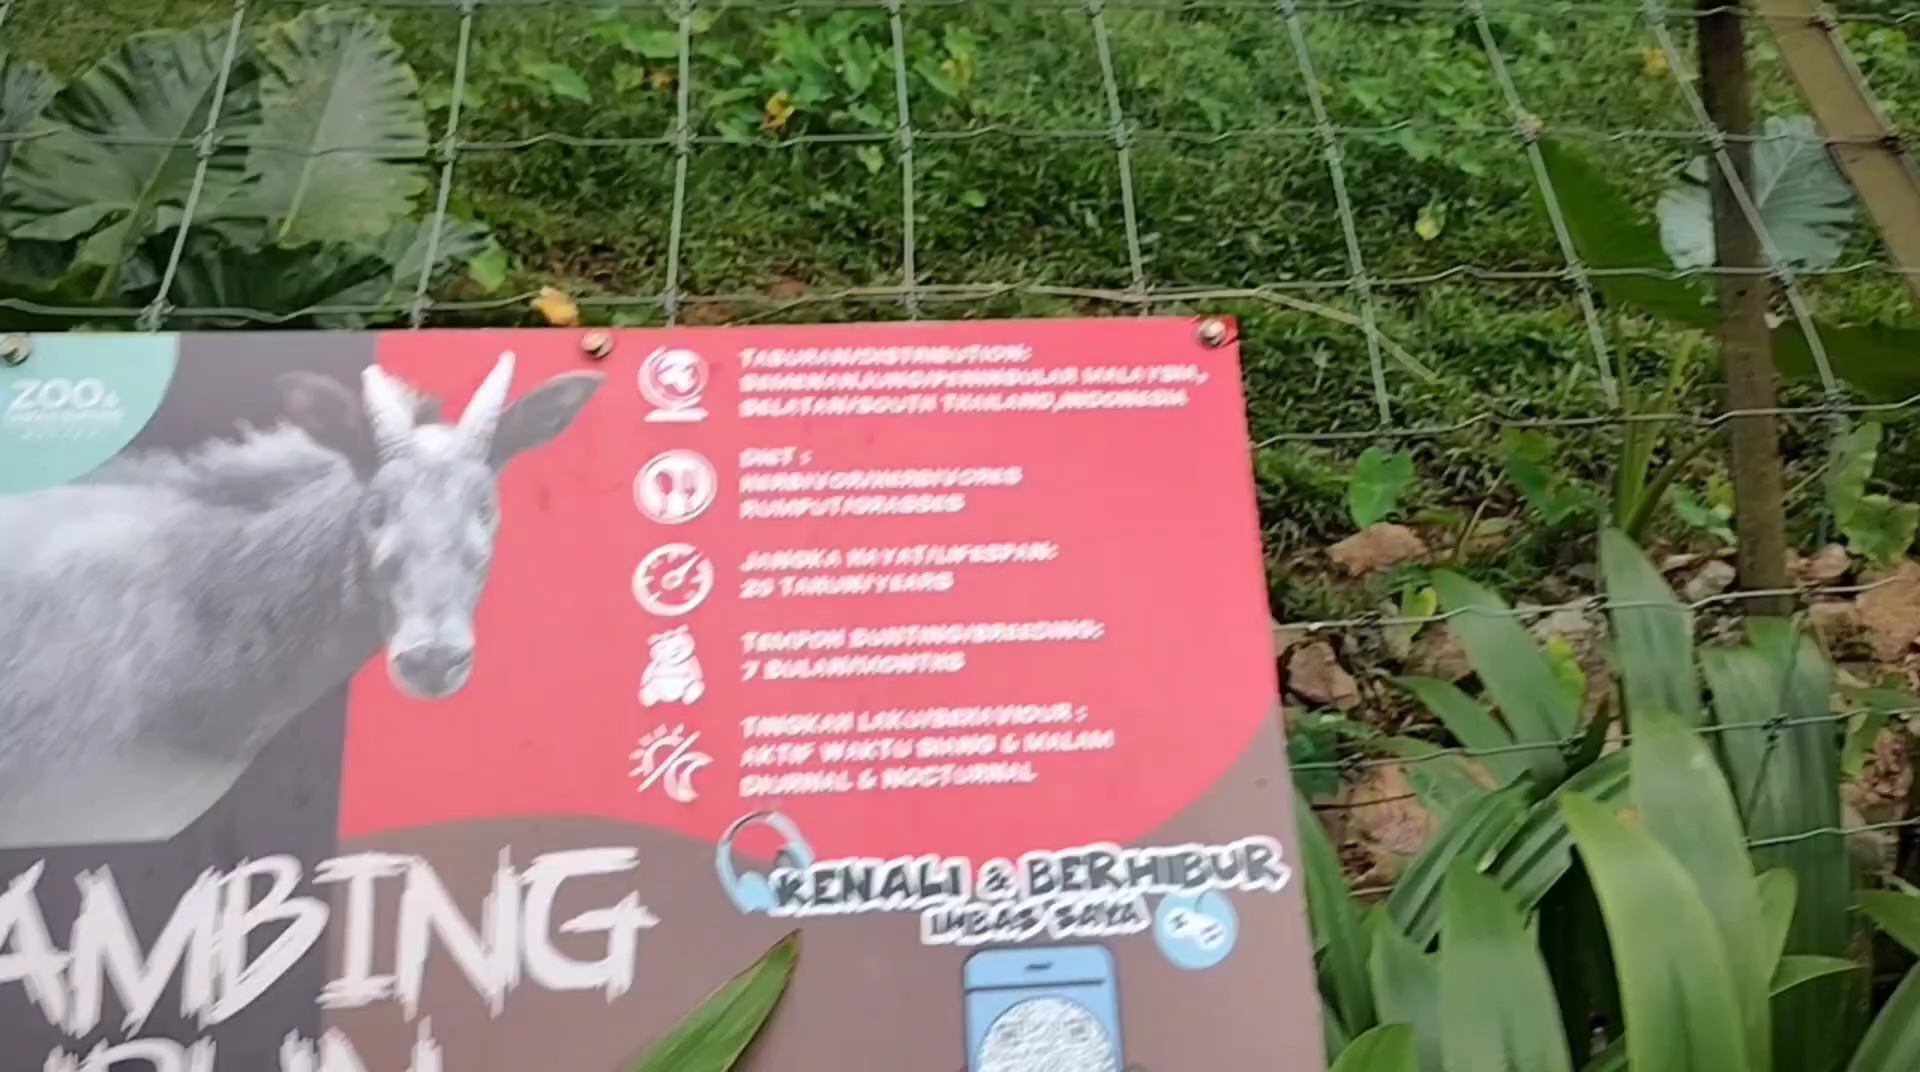 ZOO
TABURAN/DISTRIBUTION:
SEMENANJUNG/PENINSULAR MALAYSIA,
SELATAN/SOUTH THAILAND,INDONESIA
DIET :
HERBIVOR/HERBIVORES
RUMPUT/GRASSES
JANGKA HAYAT/LIFESPAN:
20 TAHUN/YEARS
TEMPOH BUNTING/BREEDING:
7 BULAN/MONTHS
TINGKAH LAKU/BEHAVIOUR :
AKTIF WAKTU SIANG & MALAM
DIURNAL & NOCTURNAL
AMBING
KENALI & BERHIBUR
IMBAS SAYA